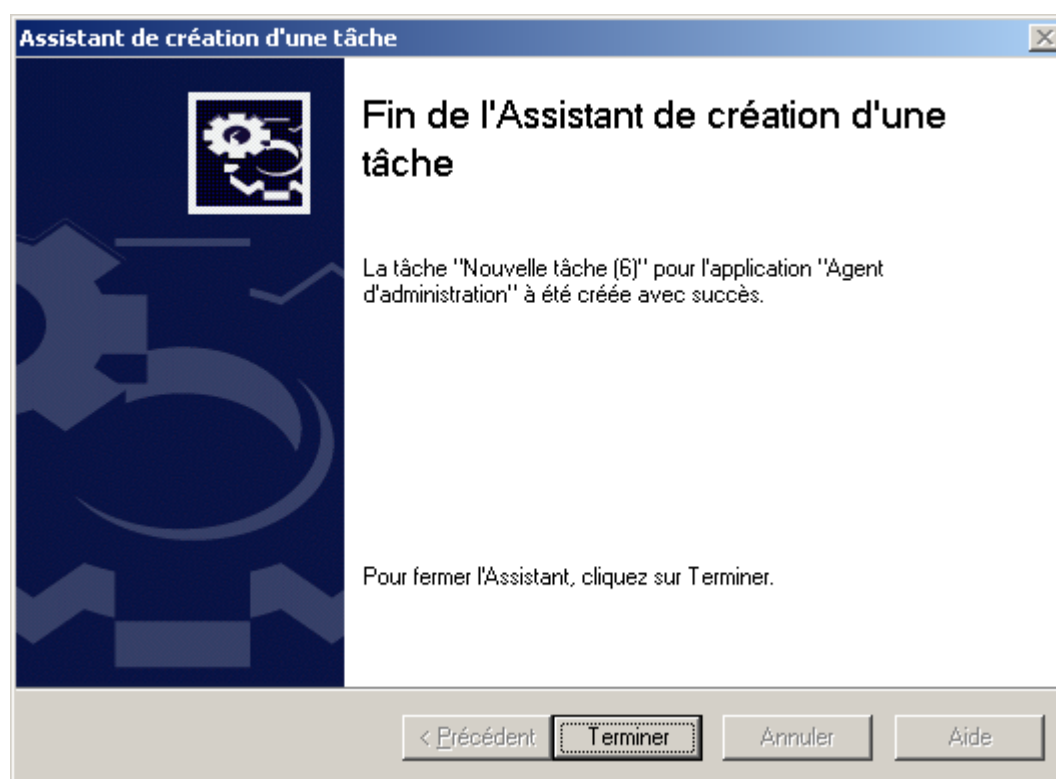 Assistant de création d'une tâche
Fin de l'Assistant de création d'une
tâche
La tâche "Nouvelle tâche (6)" pour l'application "Agent
d'administration" à été créée avec succès.
Pour fermer l'Assistant, cliquez sur Terminer.
< Précédent Terminer Annuler Aide